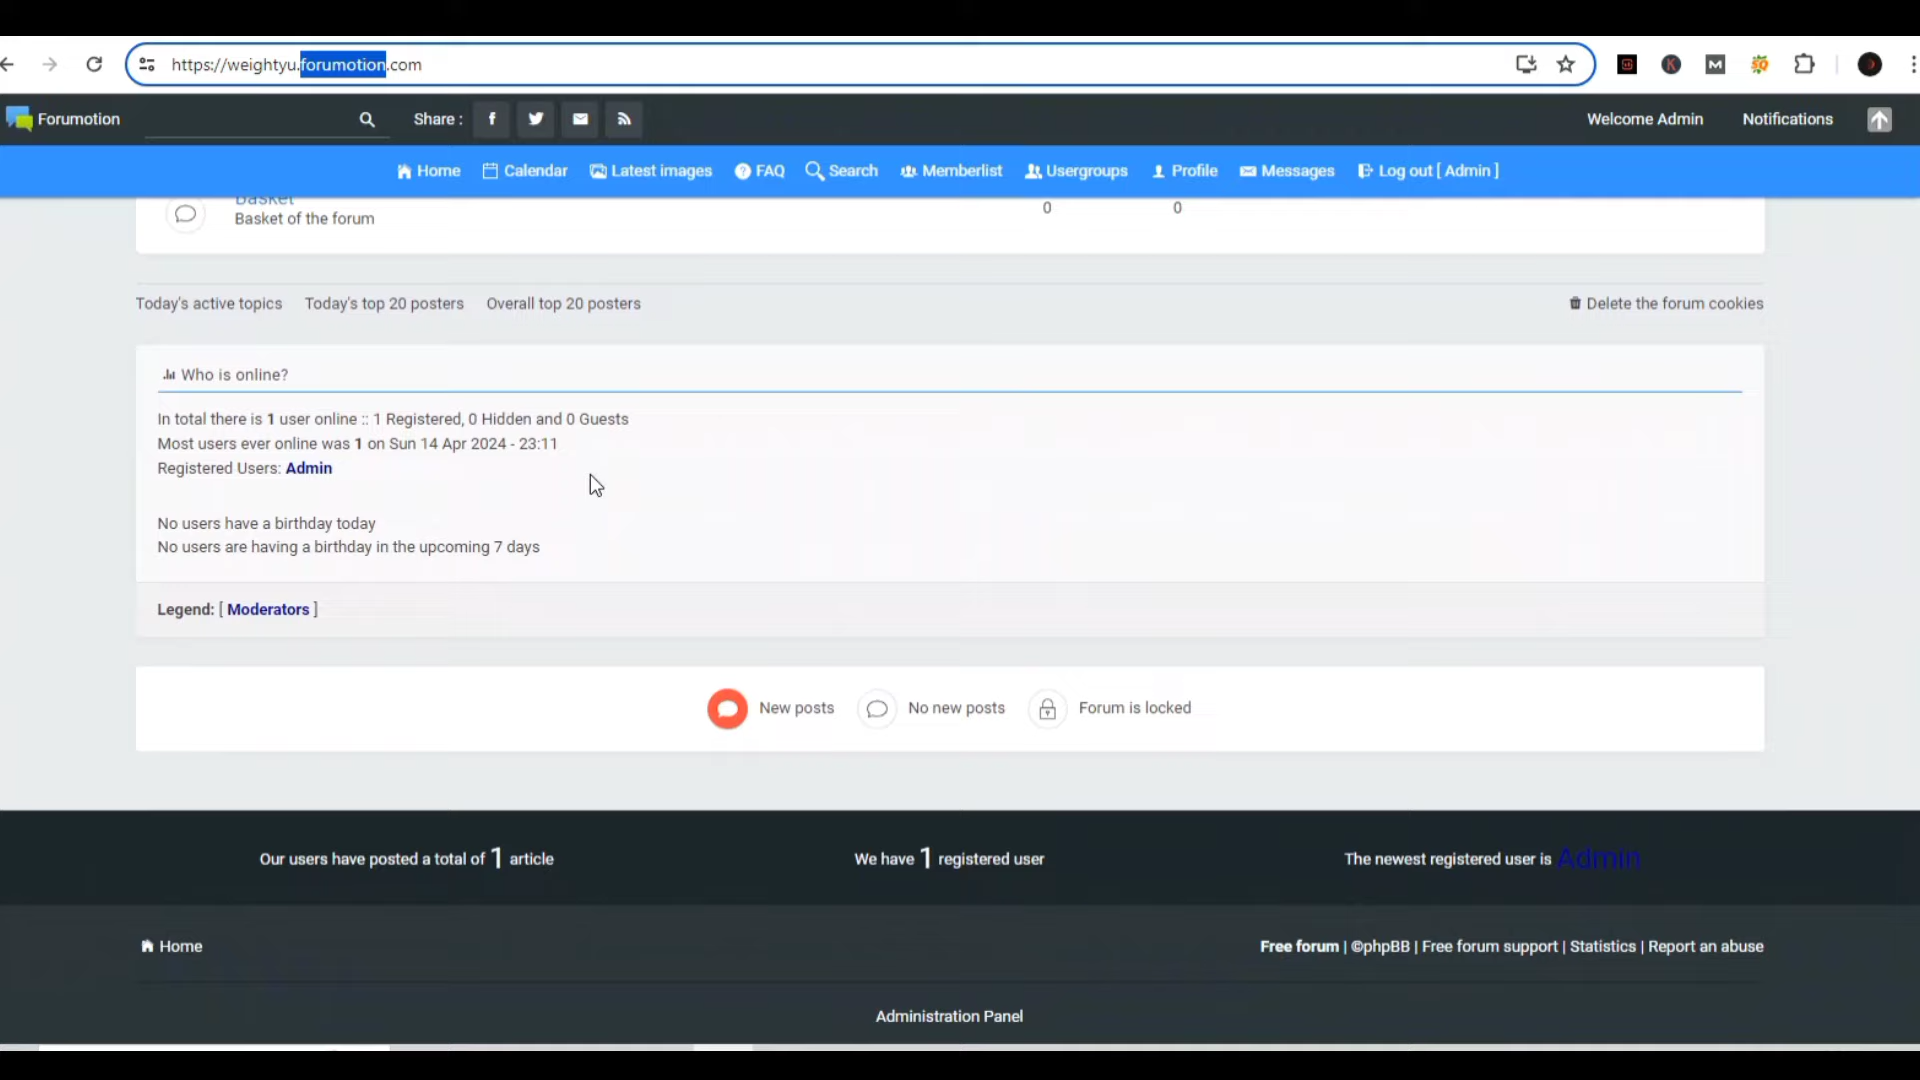 https://weightyu.forumotion.com
Forumotion Share : Welcome Admin Notifications
Home Calendar Latest images FAQ Search Memberlist Usergroups Profile Messages Log out [ Admin ]
Basket 0 0
Basket of the forum
Today's active topics Today's top 20 posters Overall top 20 posters Delete the forum cookies
Who is online?
In total there is 1 user online :: 1 Registered, 0 Hidden and 0 Guests
Most users ever online was 1 on Sun 14 Apr 2024 - 23:11
Registered Users: Admin
No users have a birthday today
No users are having a birthday in the upcoming 7 days
Legend: [ Moderators ]
New posts No new posts Forum is locked
Our users have posted a total of 1 article We have 1 registered user The newest registered user is Admin
Home Free forum | ©phpBB | Free forum support | Statistics | Report an abuse
Administration Panel